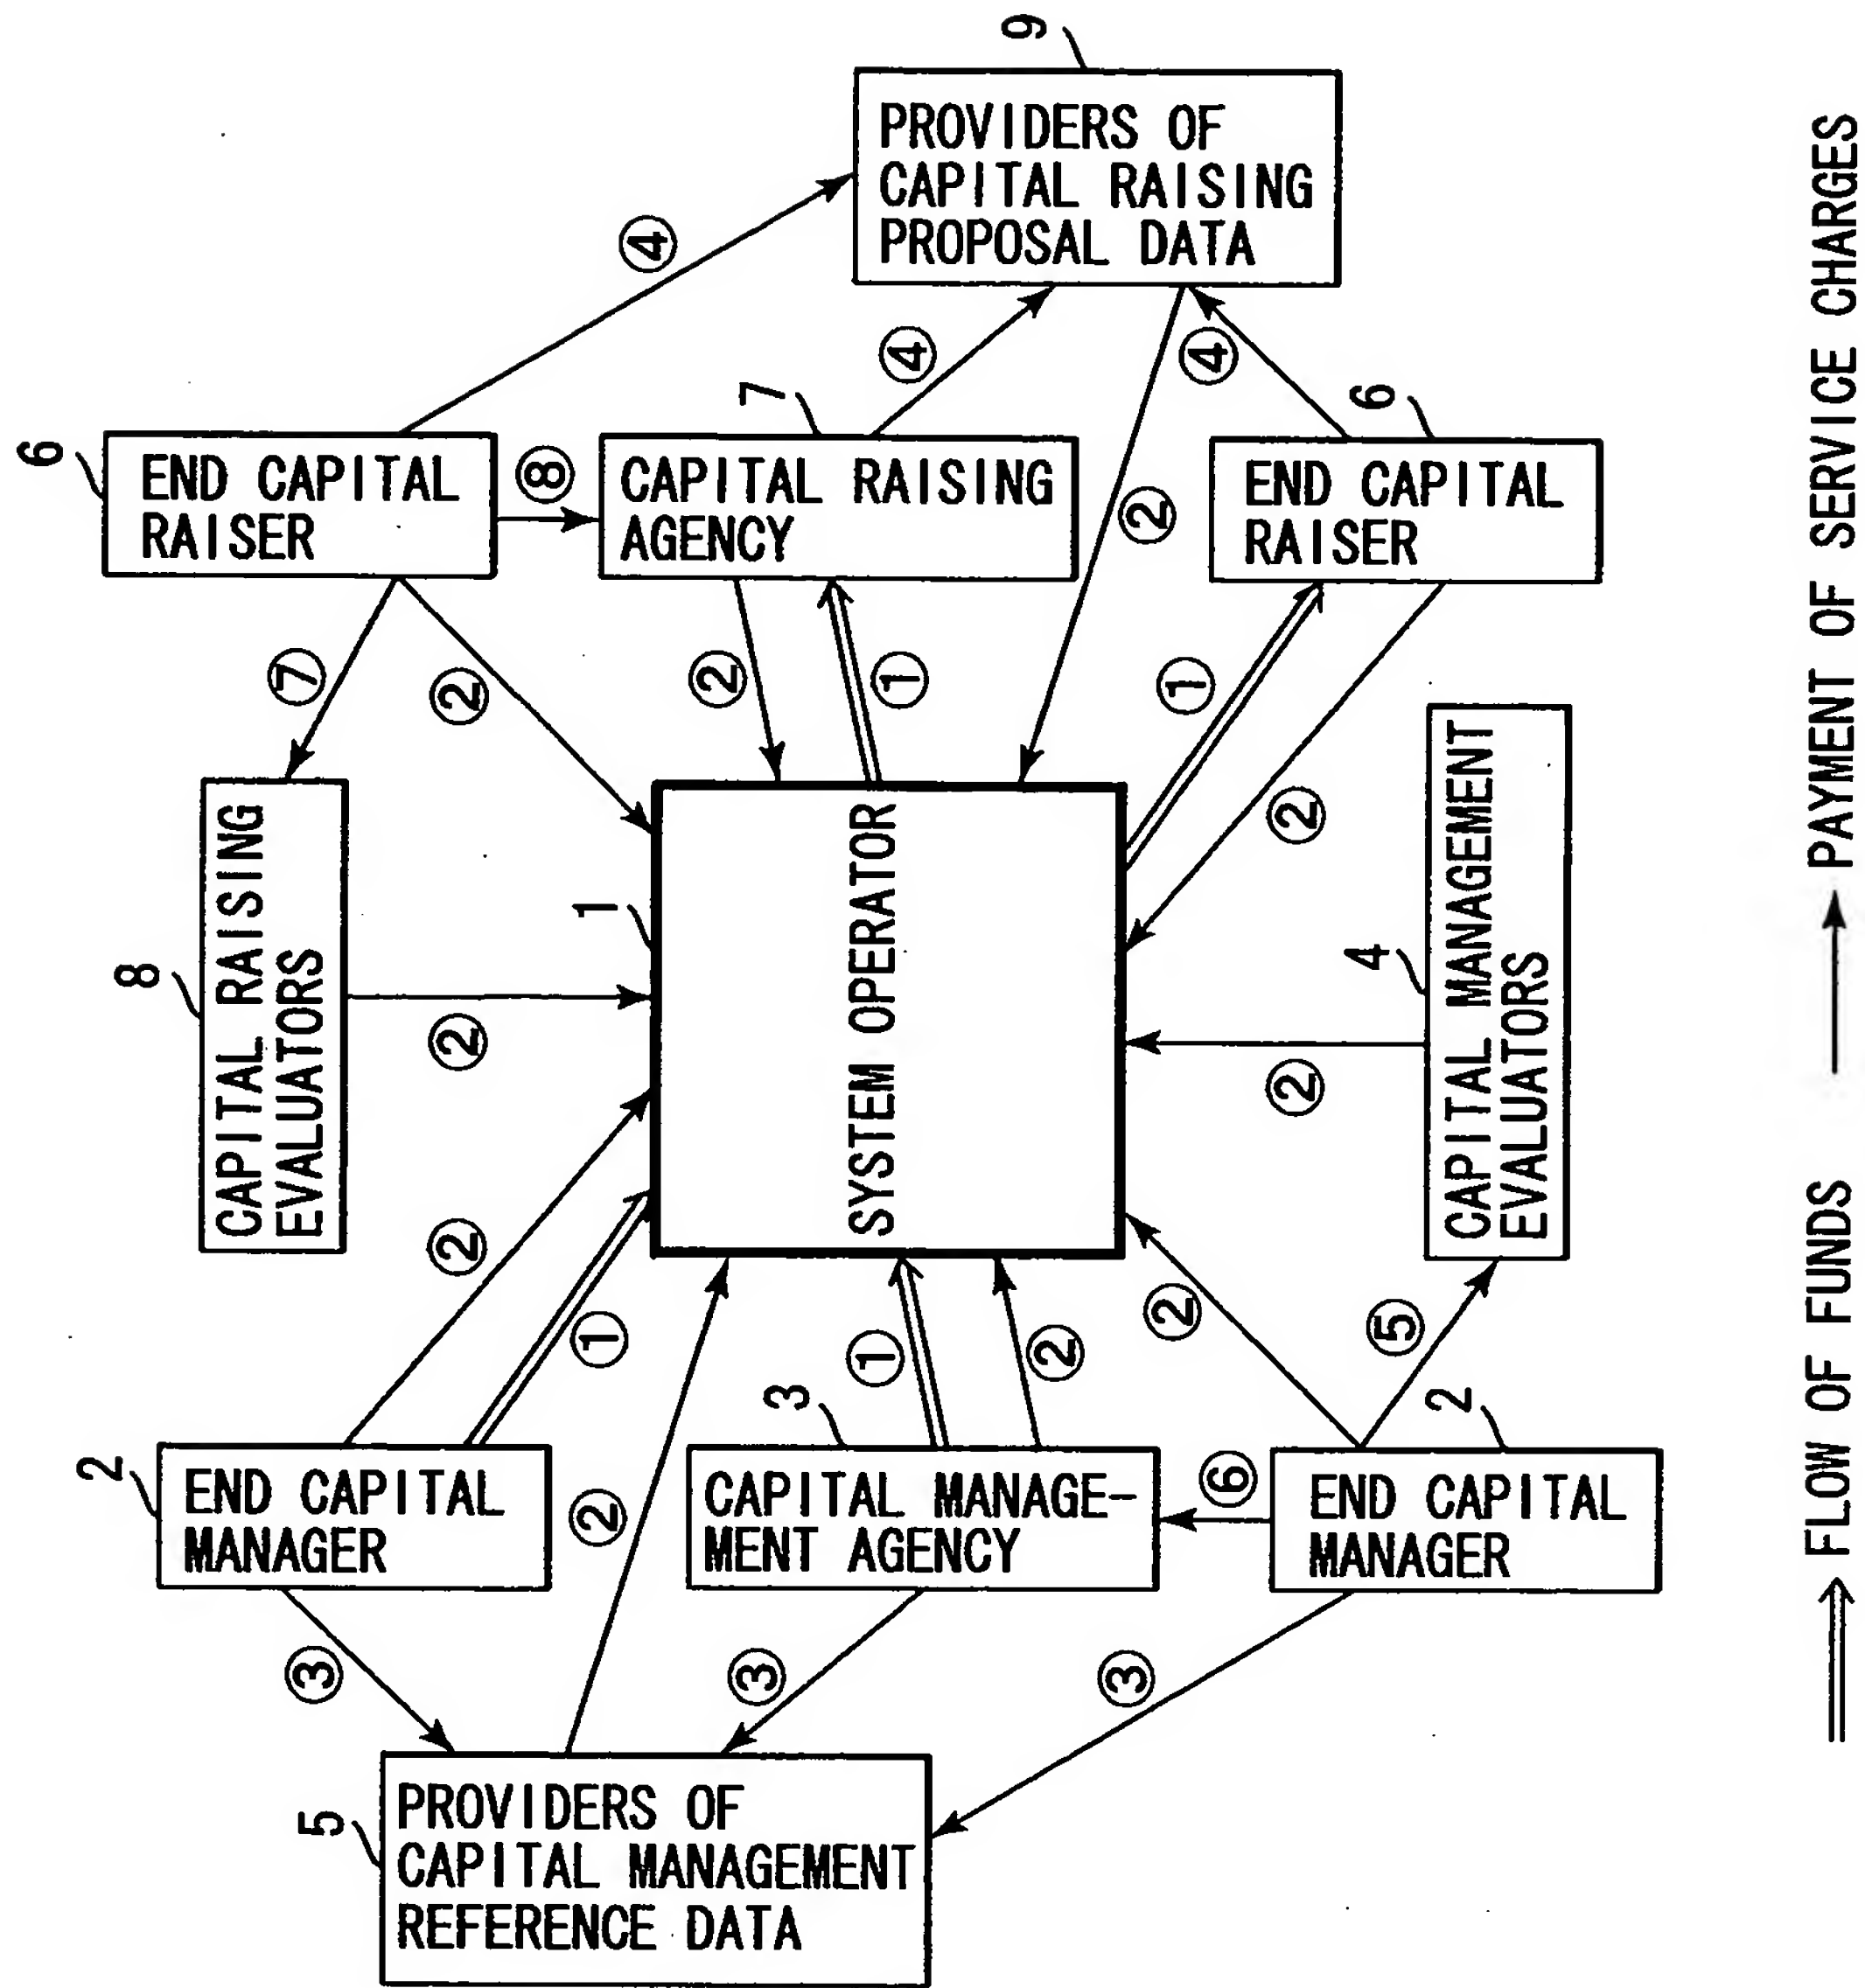 9
PROVIDERS OF
CAPITAL RAISING
PROPOSAL DATA
④
④
④
6
END CAPITAL
RAISER
⑧
7
CAPITAL RAISING
AGENCY
②
6
END CAPITAL
RAISER
⑦
②
②
①
①
②
8
CAPITAL RAISING
EVALUATORS
②
1
SYSTEM OPERATOR
4
CAPITAL MANAGEMENT
EVALUATORS
②
②
①
①
②
②
⑤
2
END CAPITAL
MANAGER
②
3
CAPITAL MANAGE-
MENT AGENCY
⑥
2
END CAPITAL
MANAGER
③
③
③
5
PROVIDERS OF
CAPITAL MANAGEMENT
REFERENCE DATA
FLOW OF FUNDS
PAYMENT OF SERVICE CHARGES